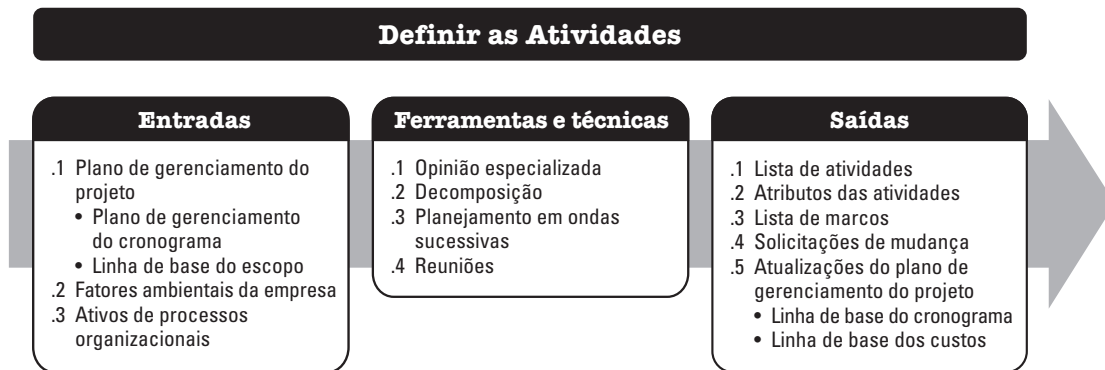 Definir as Atividades
Entradas
.1 Plano de gerenciamento do
projeto
• Plano de gerenciamento
do cronograma
• Linha de base do escopo
.2 Fatores ambientais da empresa
.3 Ativos de processos
organizacionais
Ferramentas e técnicas
.1 Opinião especializada
.2 Decomposição
.3 Planejamento em ondas
sucessivas
.4 Reuniões
Saídas
.1 Lista de atividades
.2 Atributos das atividades
.3 Lista de marcos
.4 Solicitações de mudança
.5 Atualizações do plano de
gerenciamento do projeto
• Linha de base do cronograma
• Linha de base dos custos